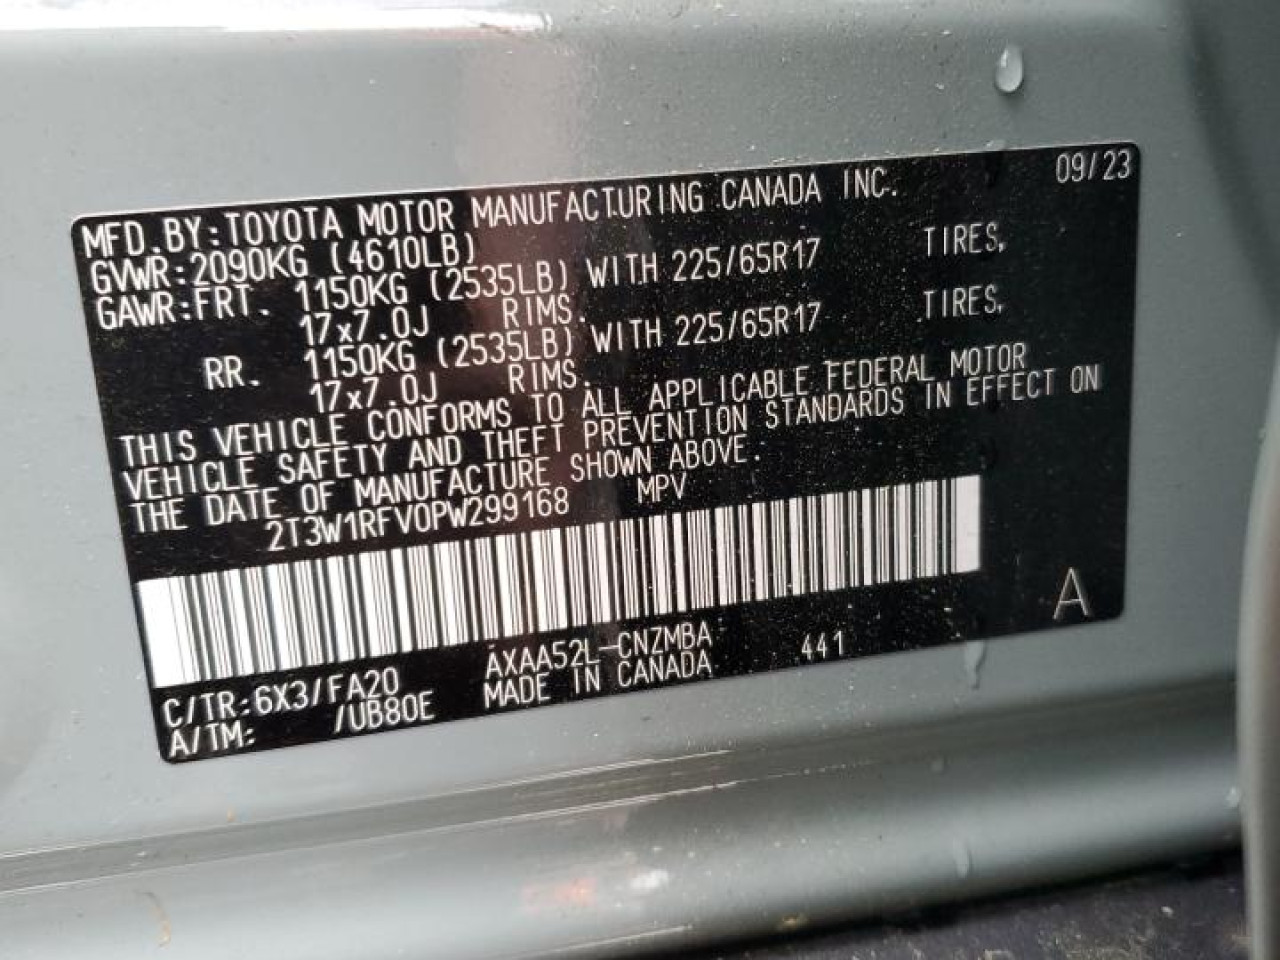 09/23
MFD.BY:TOYOTA MOTOR MANUFACTURING CANADA INC.
GVWR:2090KG (4610LB)
GAWR:FRT. 1150KG (2535LB) WITH 225/65R17 TIRES,
17x7.0J RIMS.
RR. 1150KG (2535LB) WITH 225/65R17 TIRES,
17x7.0J RIMS.
THIS VEHICLE CONFORMS TO ALL APPLICABLE FEDERAL MOTOR
VEHICLE SAFETY AND THEFT PREVENTION STANDARDS IN EFFECT ON
THE DATE OF MANUFACTURE SHOWN ABOVE.
2T3W1RFV0PW299168 MPV
A
C/TR:6X3/FA20 AXAA52L-CNZMBA 441
A/TM: /UB80E MADE IN CANADA